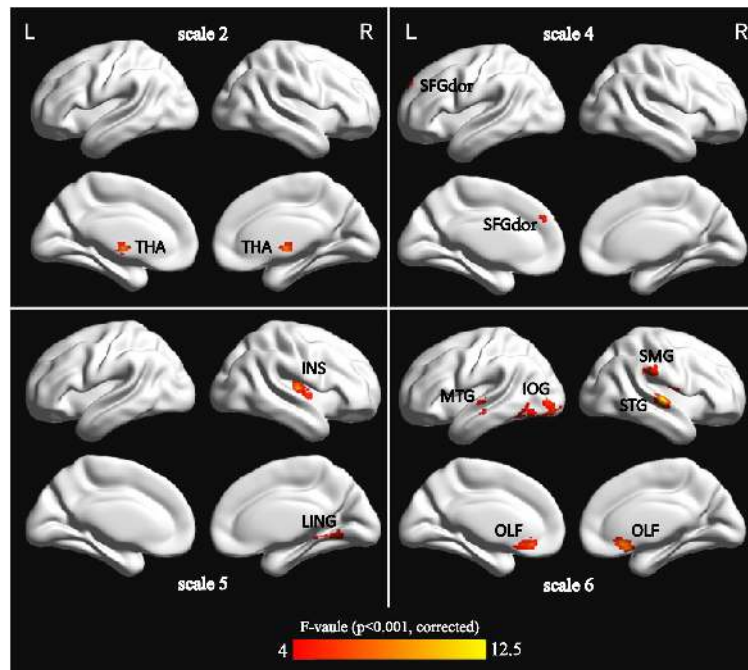 L scale 2 R
THA THA
L scale 4 R
SFGdor
SFGdor
INS
LING
scale 5
SMG
MTG IOG STG
OLF OLF
scale 6
F-vaule (p<0.001, corrected)
4 12.5